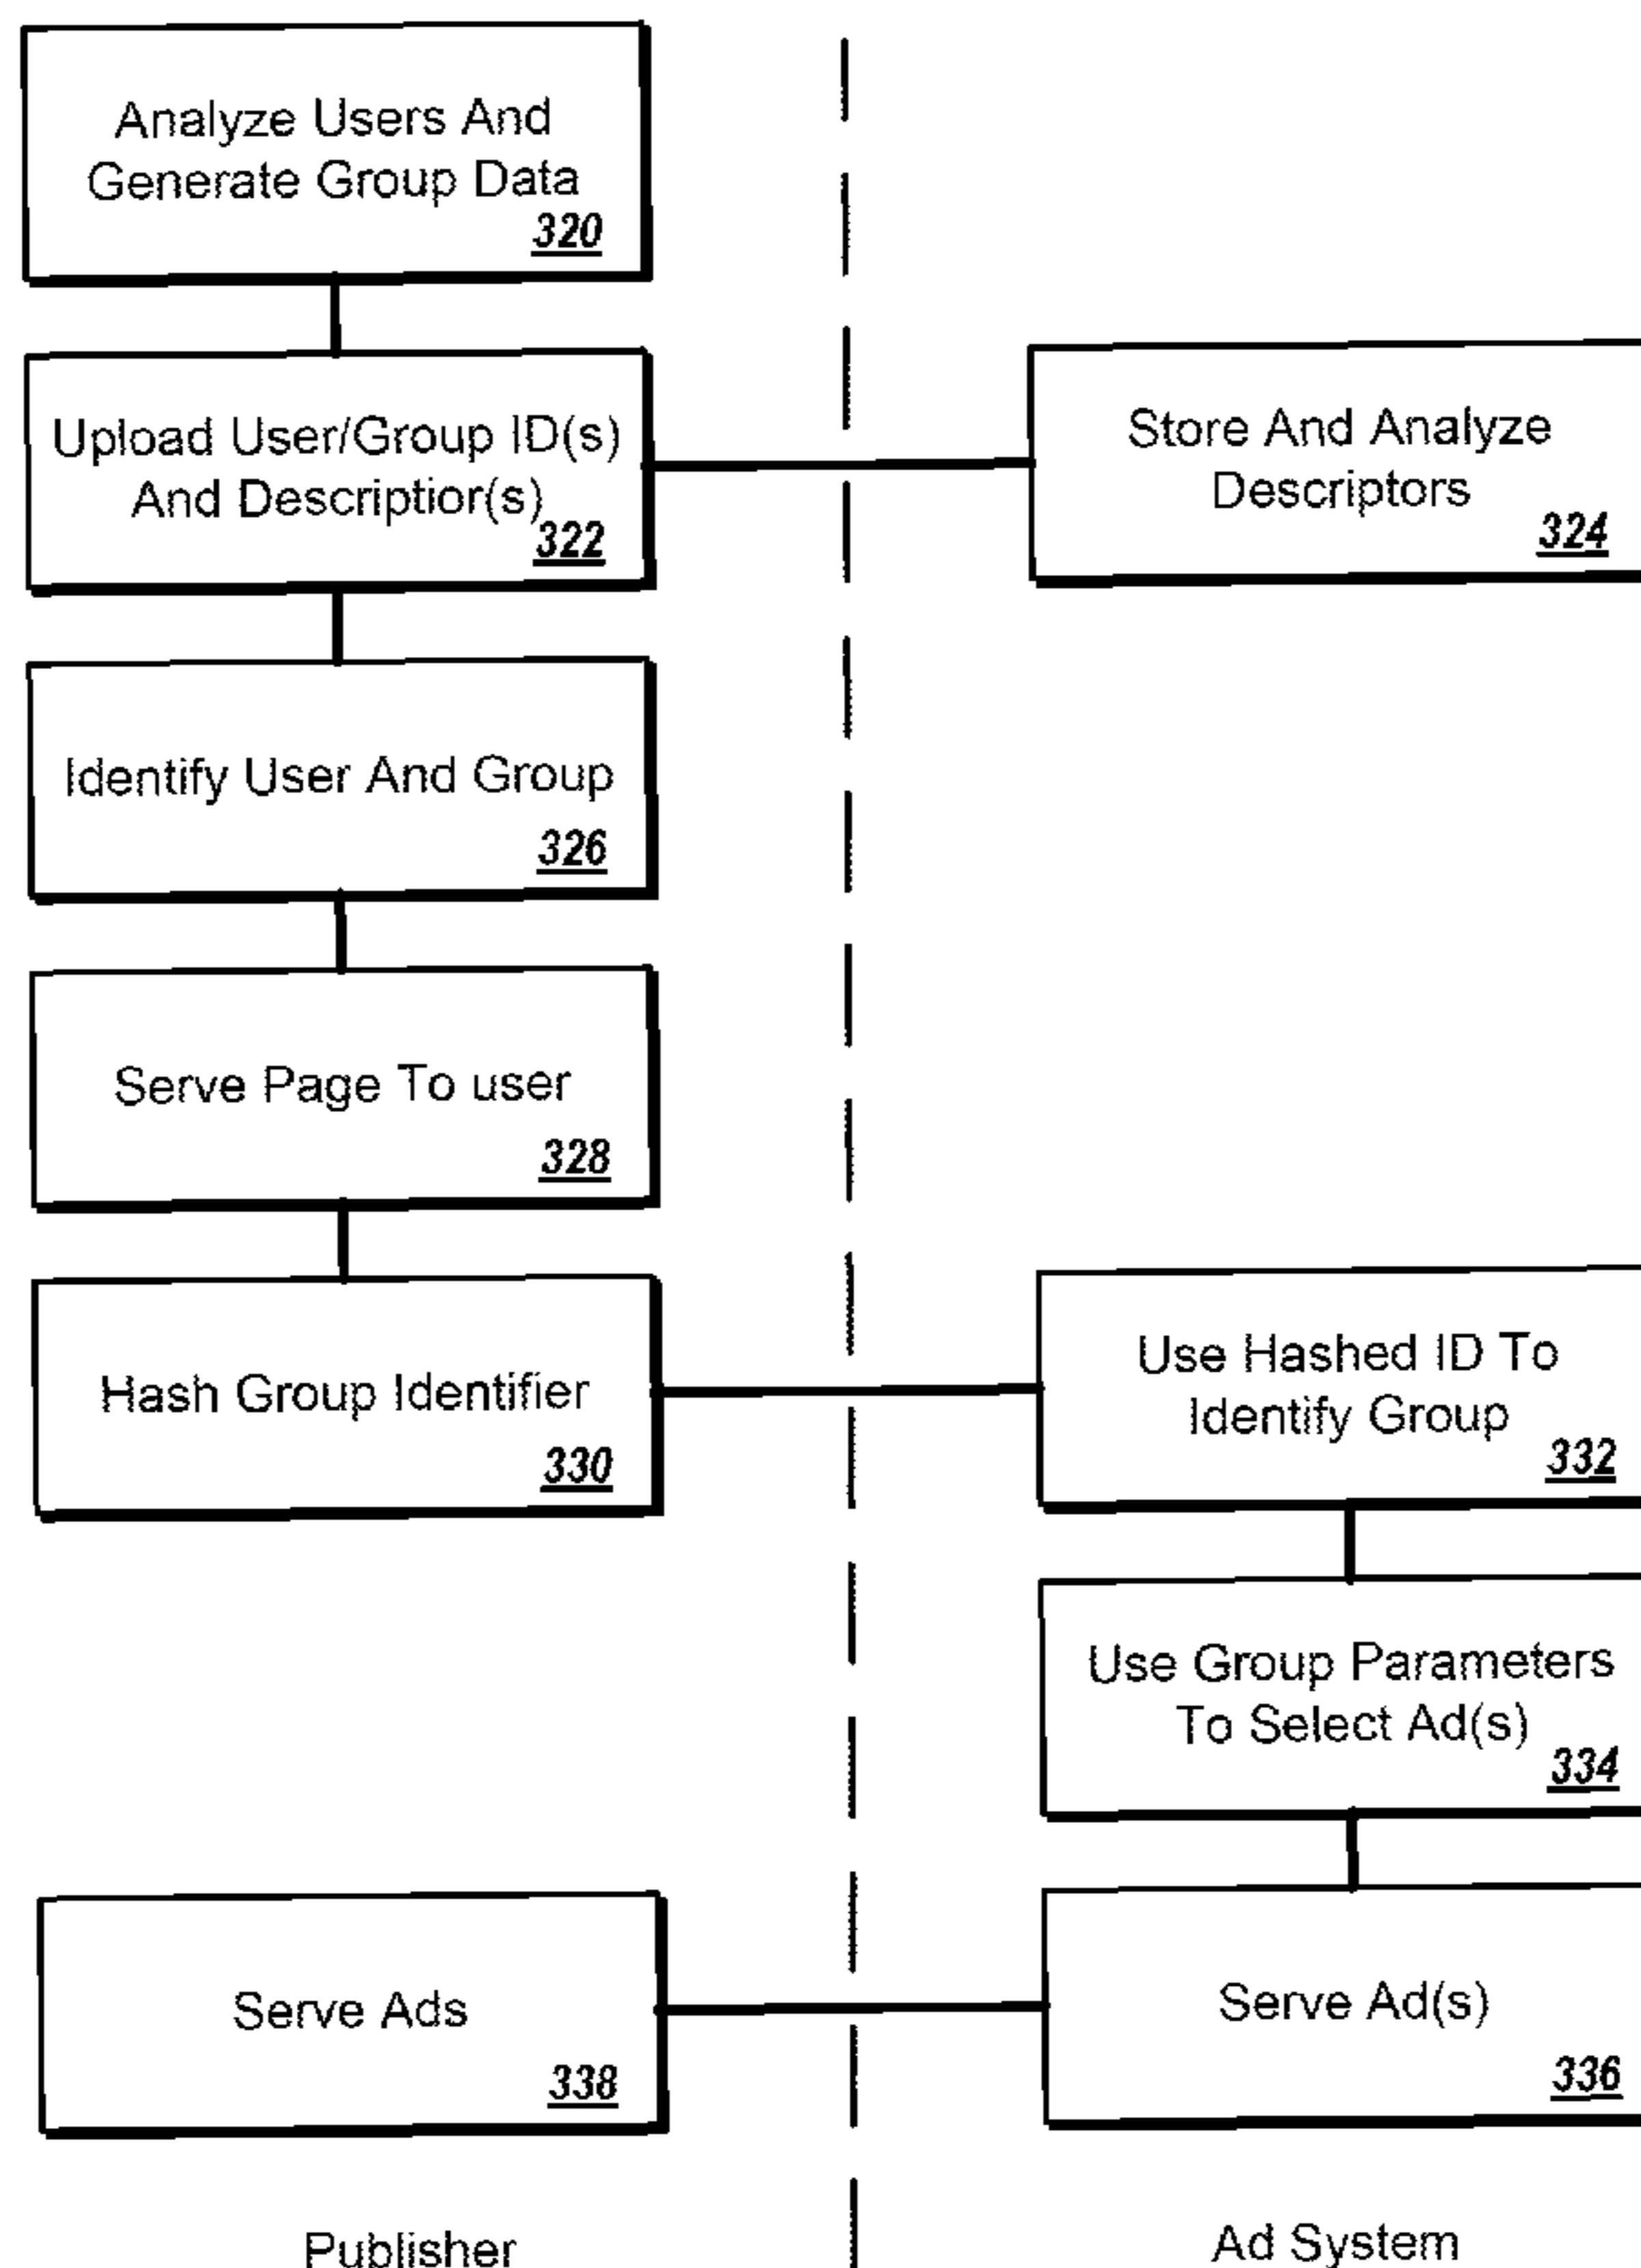 Analyze Users And
Generate Group Data
320
Upload User/Group ID(s)
And Descriptior(s)
322
Store And Analyze
Descriptors
324
Identify User And Group
326
Serve Page To user
328
Hash Group Identifier
330
Use Hashed ID To
Identify Group
332
Use Group Parameters
To Select Ad(s)
334
Serve Ads
338
Serve Ad(s)
336
Publisher
Ad System